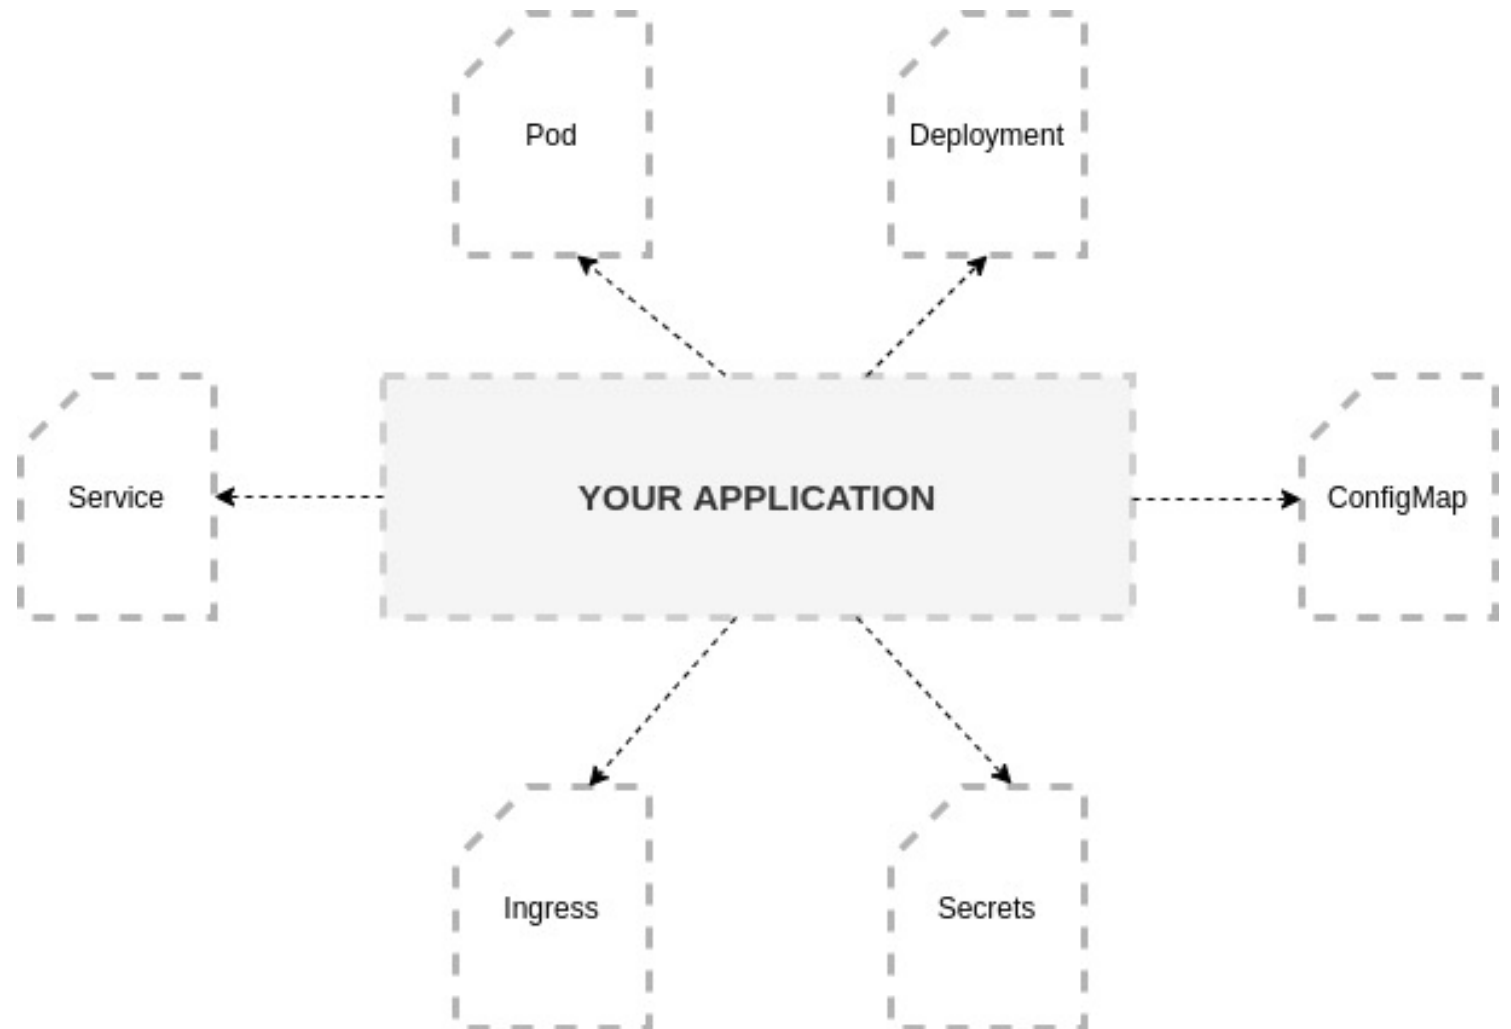 Pod
Deployment
Service
YOUR APPLICATION
ConfigMap
Ingress
Secrets